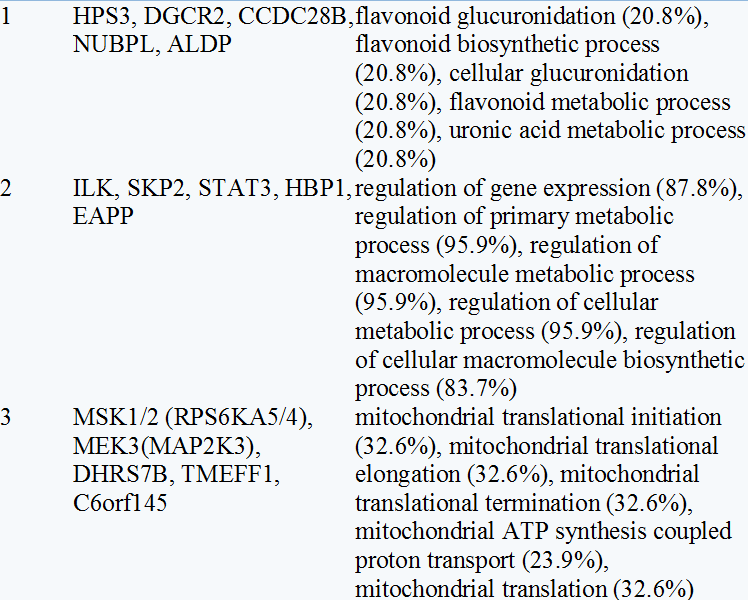 1 HPS3, DGCR2, CCDC28B, flavonoid glucuronidation (20.8%),
NUBPL, ALDP flavonoid biosynthetic process
(20.8%), cellular glucuronidation
(20.8%), flavonoid metabolic process
(20.8%), uronic acid metabolic process
(20.8%)
2 ILK, SKP2, STAT3, HBP1, regulation of gene expression (87.8%),
EAPP regulation of primary metabolic
process (95.9%), regulation of
macromolecule metabolic process
(95.9%), regulation of cellular
metabolic process (95.9%), regulation
of cellular macromolecule biosynthetic
process (83.7%)
3 MSK1/2 (RPS6KA5/4), mitochondrial translational initiation
MEK3(MAP2K3), (32.6%), mitochondrial translational
DHRS7B, TMEFF1, elongation (32.6%), mitochondrial
C6orf145 translational termination (32.6%),
mitochondrial ATP synthesis coupled
proton transport (23.9%),
mitochondrial translation (32.6%)